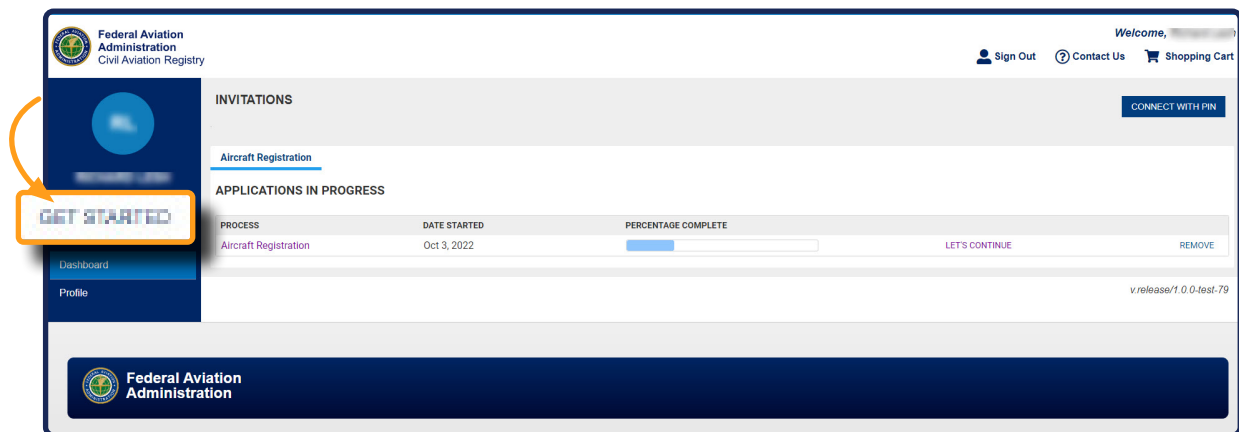 Federal Aviation
Administration
Civil Aviation Registry
Welcome,
Sign Out
Contact Us
Shopping Cart
INVITATIONS
CONNECT WITH PIN
Aircraft Registration
APPLICATIONS IN PROGRESS
GET STARTED
PROCESS DATE STARTED PERCENTAGE COMPLETE
Aircraft Registration Oct 3, 2022 LET'S CONTINUE REMOVE
Dashboard
Profile
v.release/1.0.0-test-79
Federal Aviation
Administration